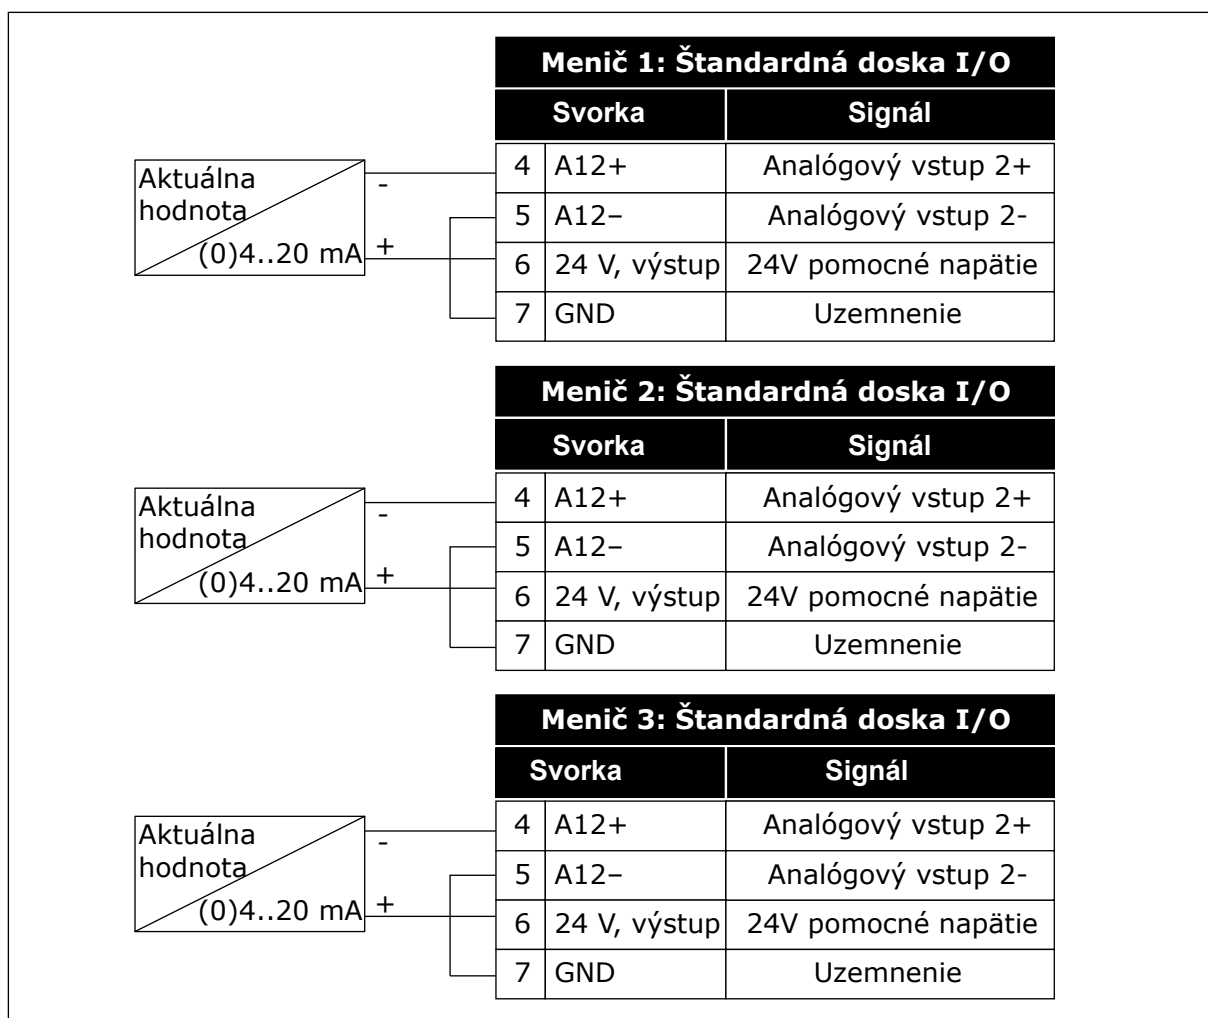 Menič 1: Štandardná doska I/O
Svorka Signál
Aktuálna
hodnota
(0)4..20 mA
-
+
4 A12+ Analógový vstup 2+
5 A12– Analógový vstup 2-
6 24 V, výstup 24V pomocné napätie
7 GND Uzemnenie
Menič 2: Štandardná doska I/O
Svorka Signál
Aktuálna
hodnota
(0)4..20 mA
-
+
4 A12+ Analógový vstup 2+
5 A12– Analógový vstup 2-
6 24 V, výstup 24V pomocné napätie
7 GND Uzemnenie
Menič 3: Štandardná doska I/O
Svorka Signál
Aktuálna
hodnota
(0)4..20 mA
-
+
4 A12+ Analógový vstup 2+
5 A12– Analógový vstup 2-
6 24 V, výstup 24V pomocné napätie
7 GND Uzemnenie